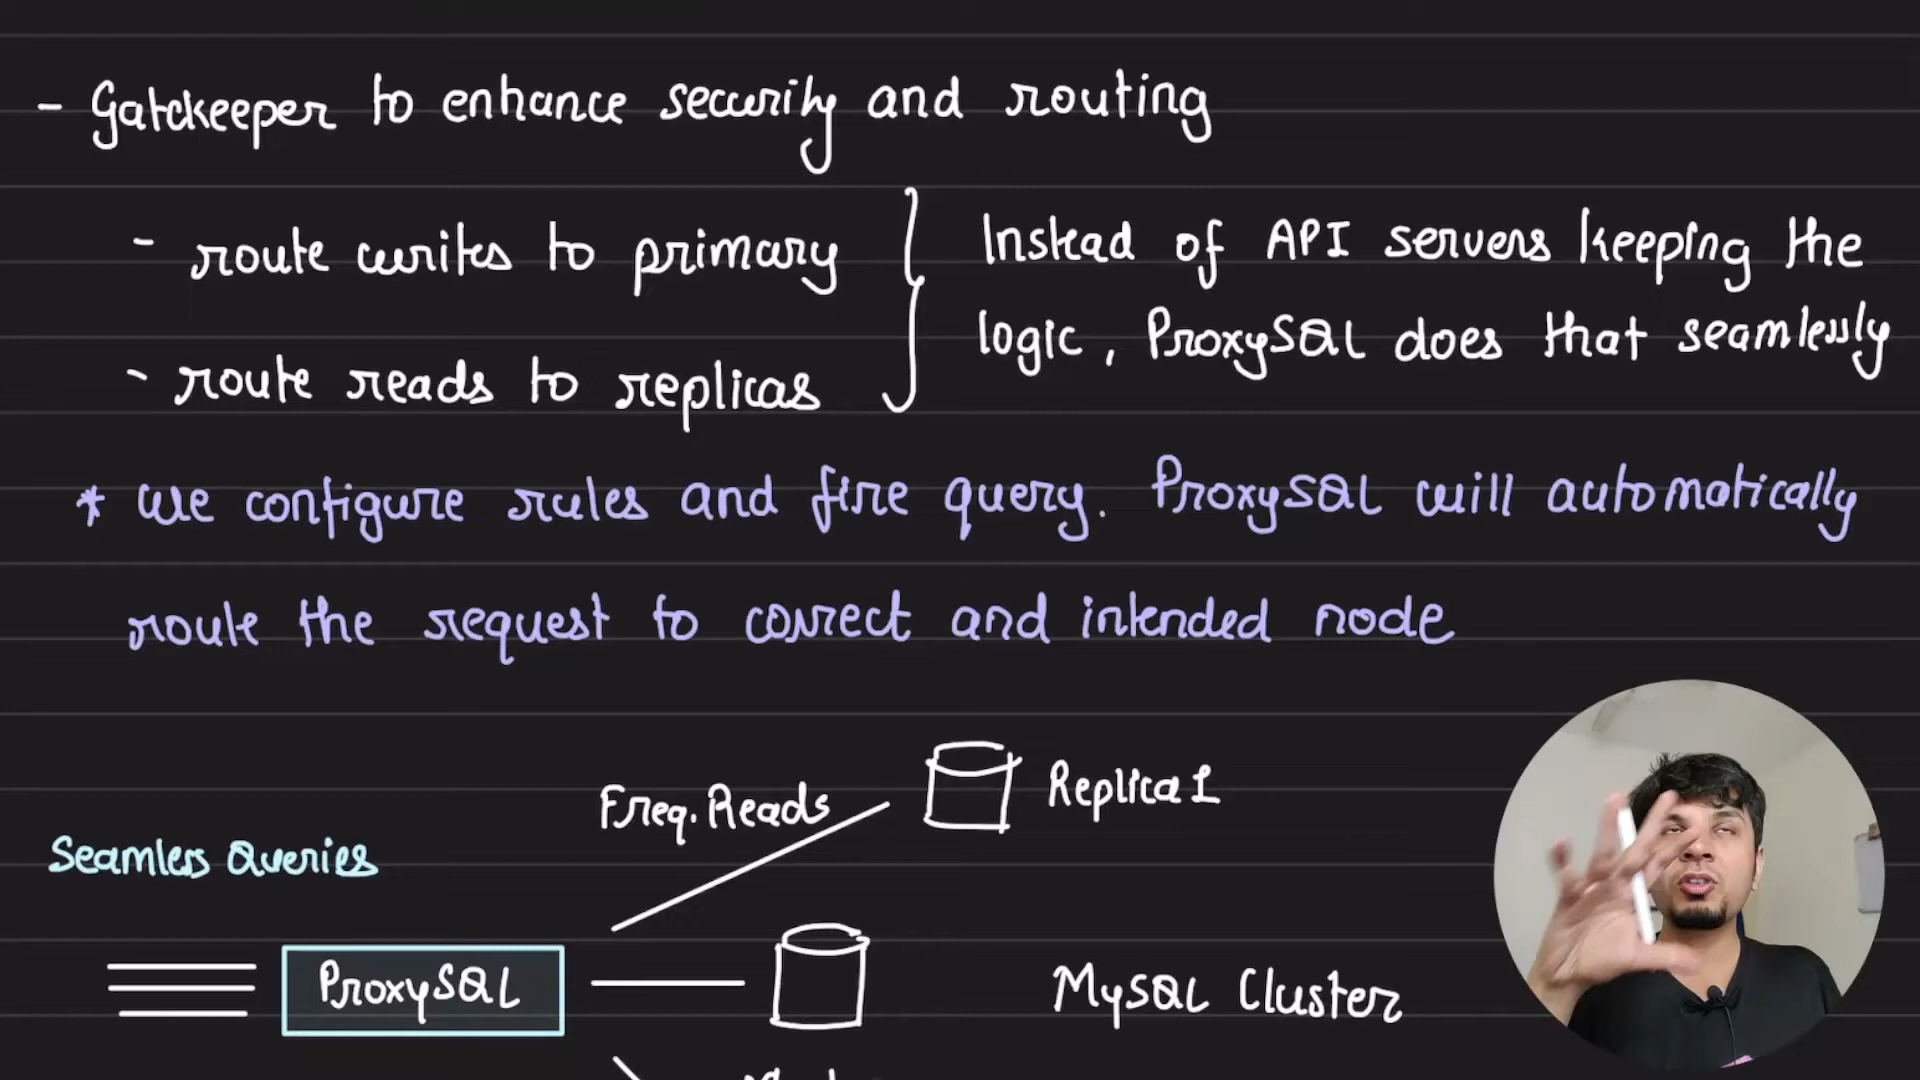 - Gatekeeper to enhance security and routing
- route writes to primary
- route reads to replicas
Instead of API servers keeping the
logic, ProxySQL does that seamlessly
* We configure rules and fire query. ProxySQL will automatically
route the request to correct and intended node
Freq. Reads
Replica 1
Seamless Queries
ProxySQL
MySQL Cluster